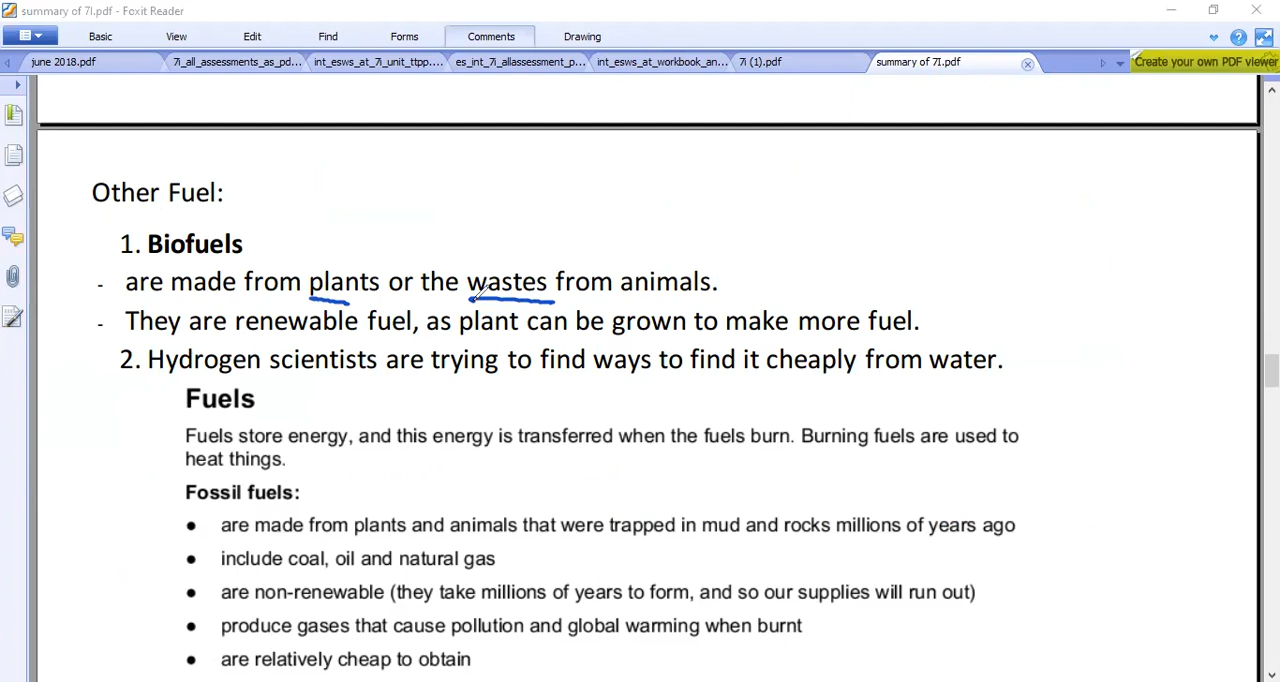 summary of 7I.pdf - Foxit Reader
Basic View Edit Find Forms Comments Drawing
june 2018.pdf 7i_all_assessments_as_pd... int_esws_at_7i_unit_ttpp.... es_int_7i_allassessment_p... int_esws_at_workbook_an... 7i (1).pdf summary of 7I.pdf Create your own PDF viewer
Other Fuel:
1. Biofuels
- are made from plants or the wastes from animals.
- They are renewable fuel, as plant can be grown to make more fuel.
2. Hydrogen scientists are trying to find ways to find it cheaply from water.
Fuels
Fuels store energy, and this energy is transferred when the fuels burn. Burning fuels are used to
heat things.
Fossil fuels:
● are made from plants and animals that were trapped in mud and rocks millions of years ago
● include coal, oil and natural gas
● are non-renewable (they take millions of years to form, and so our supplies will run out)
● produce gases that cause pollution and global warming when burnt
● are relatively cheap to obtain